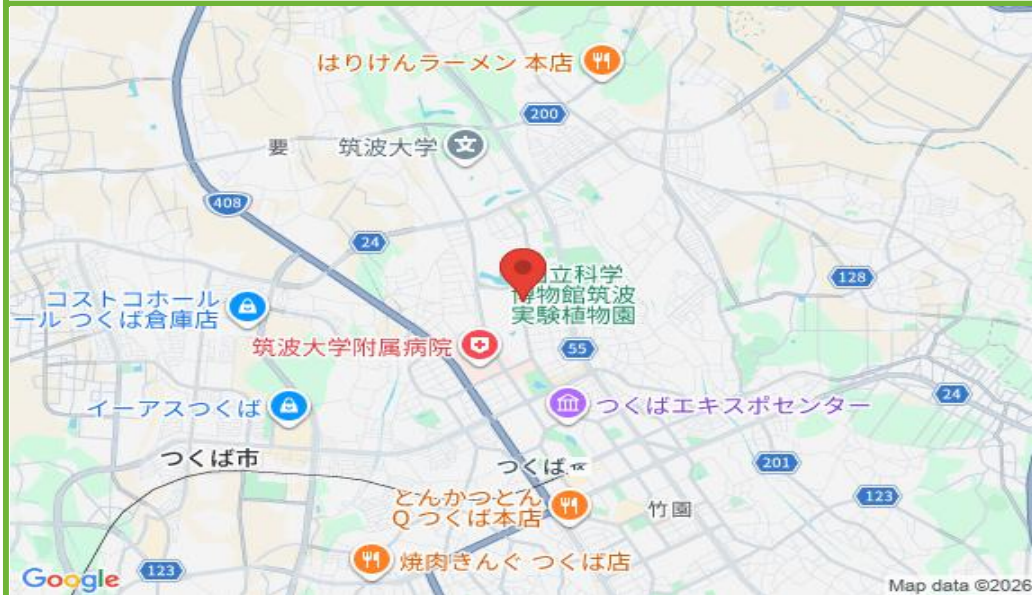 はりけんラーメン 本店
200
要
筑波大学
408
24
立科学
博物館筑波
実験植物園
128
コストコホール
ール つくば倉庫店
筑波大学附属病院
55
イーアスつくば
つくばエキスポセンター
24
つくば市
つくば
201
とんかつとん
Q つくば本店
竹園
123
焼肉きんぐ つくば店
123
Google
Map data ©2026